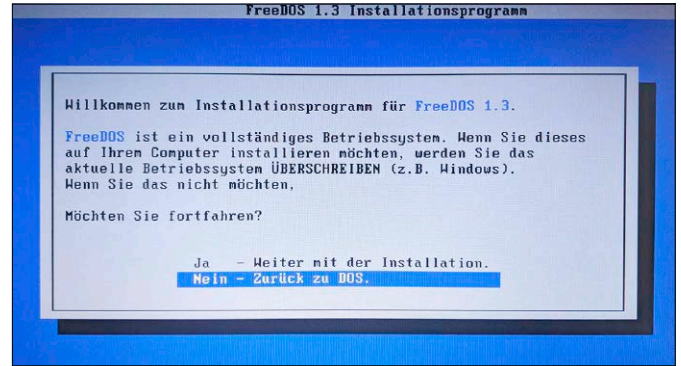 FreeDOS 1.3 Installationsprogramm
Willkommen zum Installationsprogramm für FreeDOS 1.3.
FreeDOS ist ein vollständiges Betriebssystem. Wenn Sie dieses
auf Ihrem Computer installieren möchten, werden Sie das
aktuelle Betriebssystem ÜBERSCHREIBEN (z.B. Windows).
Wenn Sie das nicht möchten,
Möchten Sie fortfahren?
Ja - Weiter mit der Installation.
Nein - Zurück zu DOS.